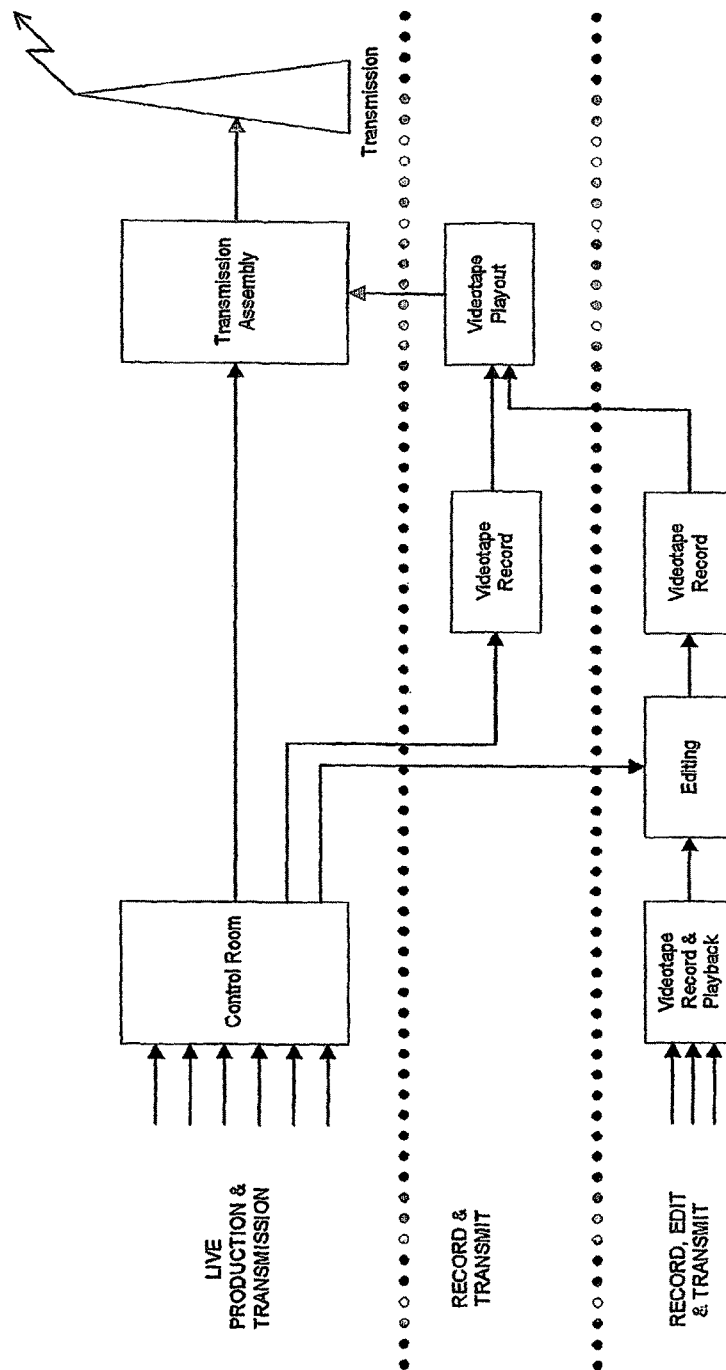 LIVE
PRODUCTION &
TRANSMISSION
Control Room
Transmission
Assembly
Transmission
RECORD &
TRANSMIT
Videotape
Record
Videotape
Playout
RECORD, EDIT
& TRANSMIT
Videotape
Record &
Playback
Editing
Videotape
Record